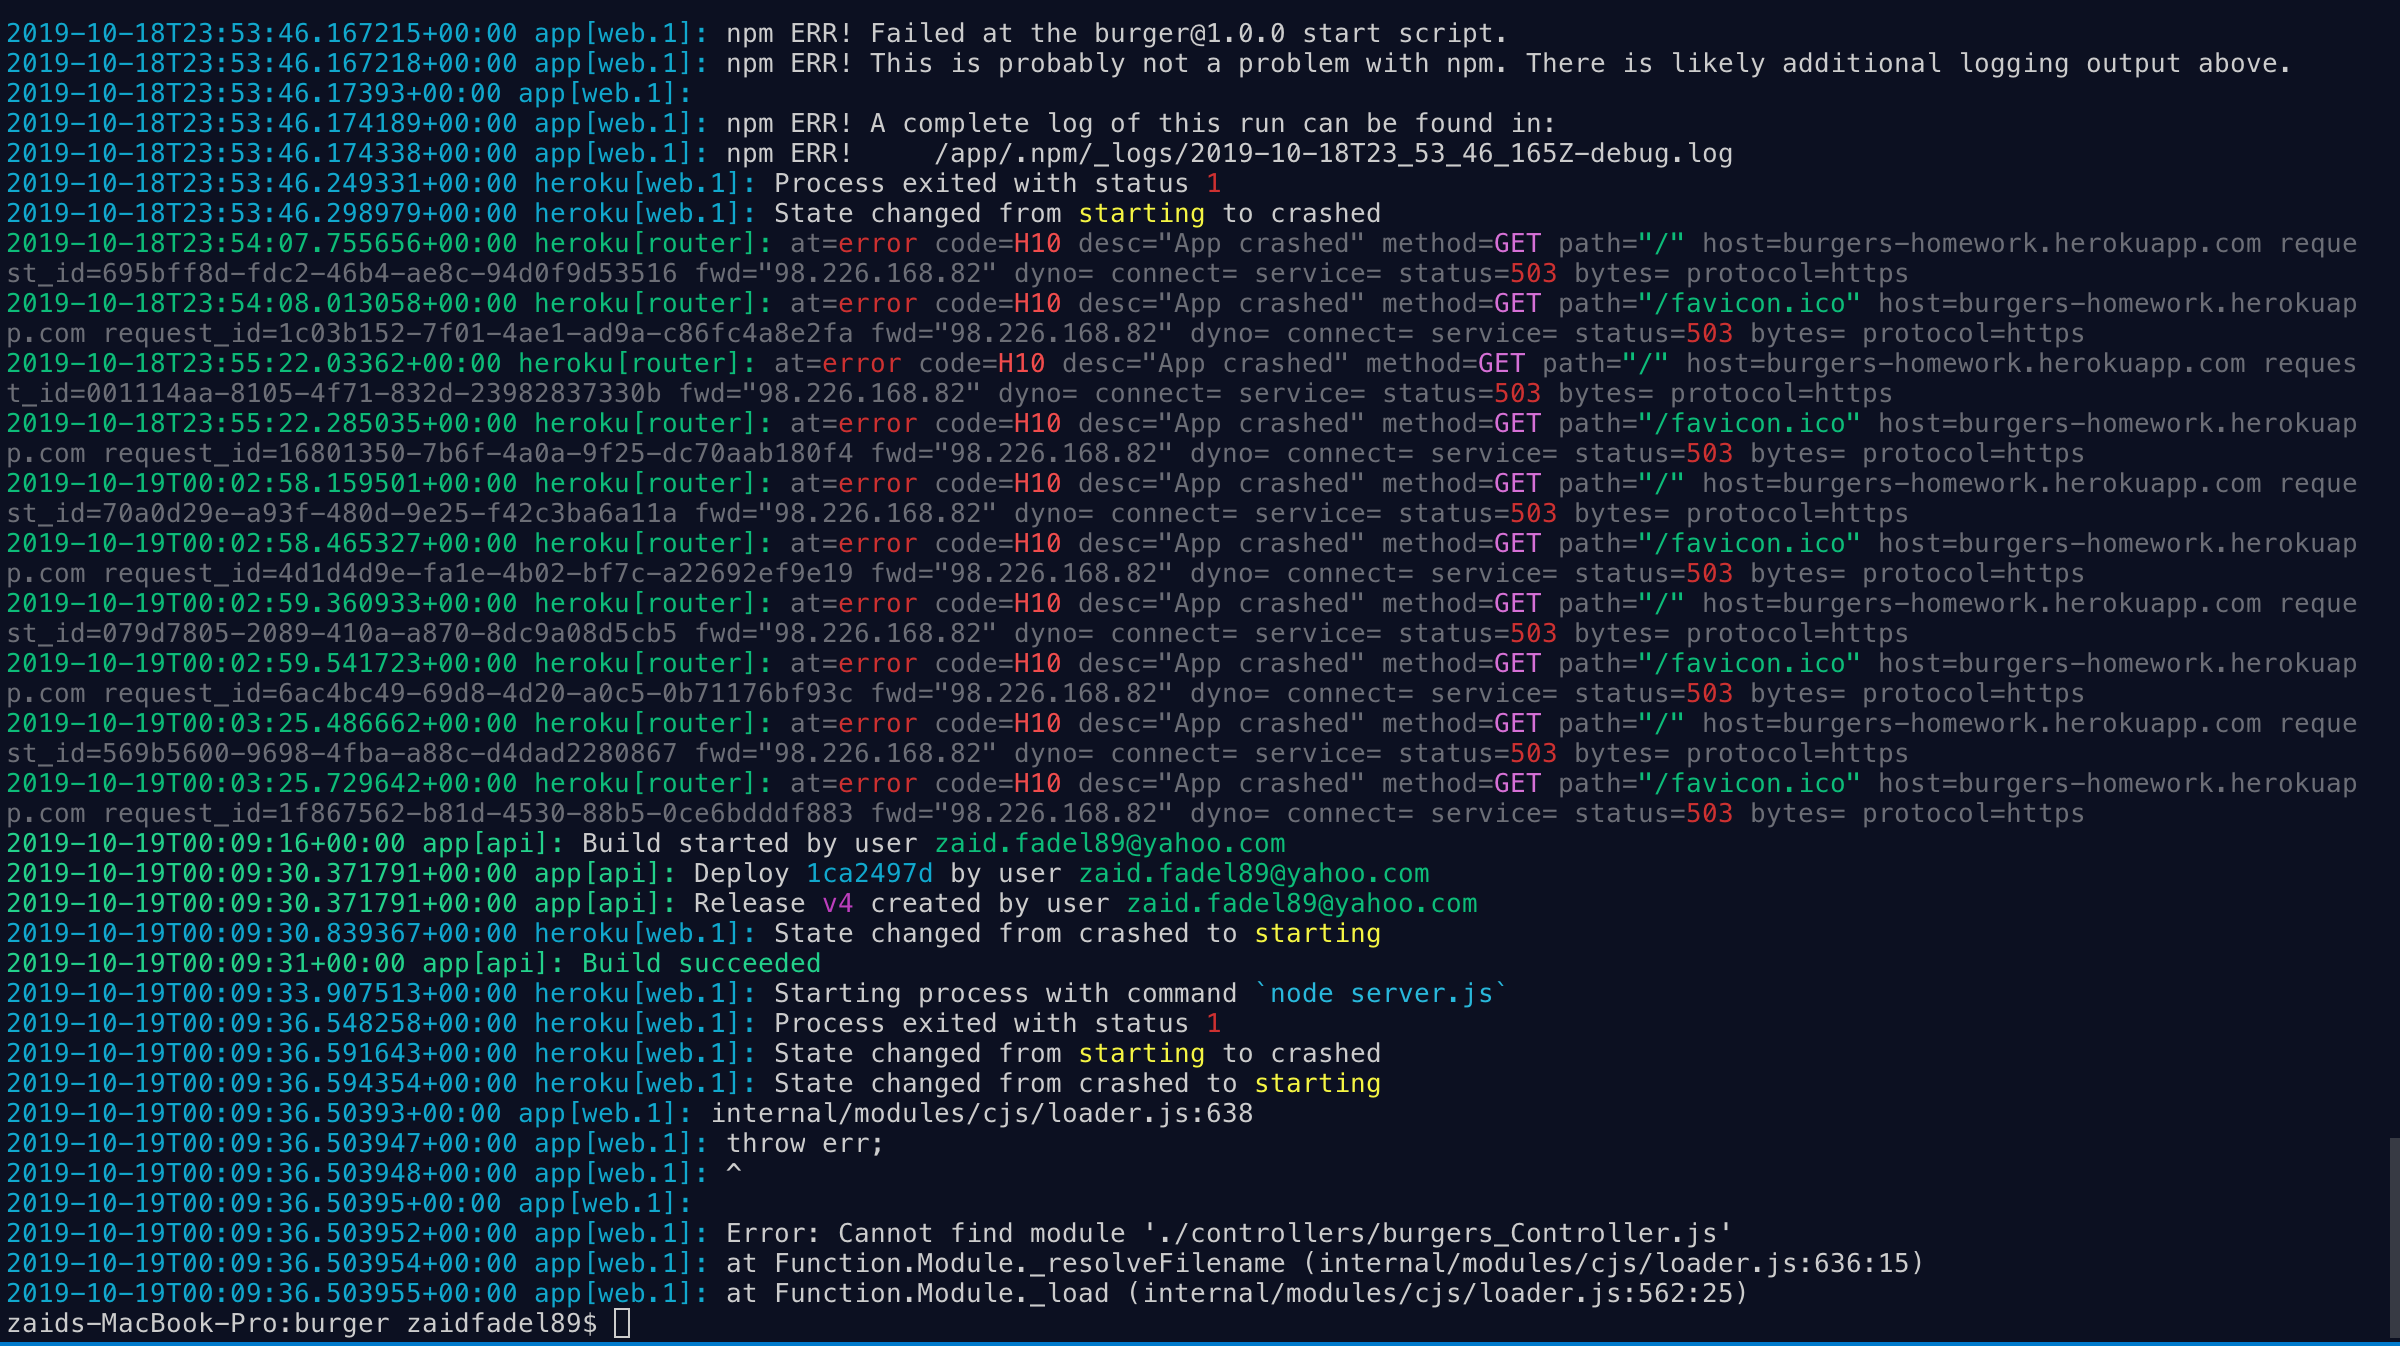 2019-10-18T23:53:46.167215+00:00 app[web.1]: npm ERR! Failed at the burger@1.0.0 start script.
2019-10-18T23:53:46.167218+00:00 app[web.1]: npm ERR! This is probably not a problem with npm. There is likely additional logging output above.
2019-10-18T23:53:46.17393+00:00 app[web.1]:
2019-10-18T23:53:46.174189+00:00 app[web.1]: npm ERR! A complete log of this run can be found in:
2019-10-18T23:53:46.174338+00:00 app[web.1]: npm ERR!     /app/.npm/_logs/2019-10-18T23_53_46_165Z-debug.log
2019-10-18T23:53:46.249331+00:00 heroku[web.1]: Process exited with status 1
2019-10-18T23:53:46.298979+00:00 heroku[web.1]: State changed from starting to crashed
2019-10-18T23:54:07.755656+00:00 heroku[router]: at=error code=H10 desc="App crashed" method=GET path="/" host=burgers-homework.herokuapp.com reque
st_id=695bff8d-fdc2-46b4-ae8c-94d0f9d53516 fwd="98.226.168.82" dyno= connect= service= status=503 bytes= protocol=https
2019-10-18T23:54:08.013058+00:00 heroku[router]: at=error code=H10 desc="App crashed" method=GET path="/favicon.ico" host=burgers-homework.herokuap
p.com request_id=1c03b152-7f01-4ae1-ad9a-c86fc4a8e2fa fwd="98.226.168.82" dyno= connect= service= status=503 bytes= protocol=https
2019-10-18T23:55:22.03362+00:00 heroku[router]: at=error code=H10 desc="App crashed" method=GET path="/" host=burgers-homework.herokuapp.com reques
t_id=001114aa-8105-4f71-832d-23982837330b fwd="98.226.168.82" dyno= connect= service= status=503 bytes= protocol=https
2019-10-18T23:55:22.285035+00:00 heroku[router]: at=error code=H10 desc="App crashed" method=GET path="/favicon.ico" host=burgers-homework.herokuap
p.com request_id=16801350-7b6f-4a0a-9f25-dc70aab180f4 fwd="98.226.168.82" dyno= connect= service= status=503 bytes= protocol=https
2019-10-19T00:02:58.159501+00:00 heroku[router]: at=error code=H10 desc="App crashed" method=GET path="/" host=burgers-homework.herokuapp.com reque
st_id=70a0d29e-a93f-480d-9e25-f42c3ba6a11a fwd="98.226.168.82" dyno= connect= service= status=503 bytes= protocol=https
2019-10-19T00:02:58.465327+00:00 heroku[router]: at=error code=H10 desc="App crashed" method=GET path="/favicon.ico" host=burgers-homework.herokuap
p.com request_id=4d1d4d9e-fa1e-4b02-bf7c-a22692ef9e19 fwd="98.226.168.82" dyno= connect= service= status=503 bytes= protocol=https
2019-10-19T00:02:59.360933+00:00 heroku[router]: at=error code=H10 desc="App crashed" method=GET path="/" host=burgers-homework.herokuapp.com reque
st_id=079d7805-2089-410a-a870-8dc9a08d5cb5 fwd="98.226.168.82" dyno= connect= service= status=503 bytes= protocol=https
2019-10-19T00:02:59.541723+00:00 heroku[router]: at=error code=H10 desc="App crashed" method=GET path="/favicon.ico" host=burgers-homework.herokuap
p.com request_id=6ac4bc49-69d8-4d20-a0c5-0b71176bf93c fwd="98.226.168.82" dyno= connect= service= status=503 bytes= protocol=https
2019-10-19T00:03:25.486662+00:00 heroku[router]: at=error code=H10 desc="App crashed" method=GET path="/" host=burgers-homework.herokuapp.com reque
st_id=569b5600-9698-4fba-a88c-d4dad2280867 fwd="98.226.168.82" dyno= connect= service= status=503 bytes= protocol=https
2019-10-19T00:03:25.729642+00:00 heroku[router]: at=error code=H10 desc="App crashed" method=GET path="/favicon.ico" host=burgers-homework.herokuap
p.com request_id=1f867562-b81d-4530-88b5-0ce6bdddf883 fwd="98.226.168.82" dyno= connect= service= status=503 bytes= protocol=https
2019-10-19T00:09:16+00:00 app[api]: Build started by user zaid.fadel89@yahoo.com
2019-10-19T00:09:30.371791+00:00 app[api]: Deploy 1ca2497d by user zaid.fadel89@yahoo.com
2019-10-19T00:09:30.371791+00:00 app[api]: Release v4 created by user zaid.fadel89@yahoo.com
2019-10-19T00:09:30.839367+00:00 heroku[web.1]: State changed from crashed to starting
2019-10-19T00:09:31+00:00 app[api]: Build succeeded
2019-10-19T00:09:33.907513+00:00 heroku[web.1]: Starting process with command `node server.js`
2019-10-19T00:09:36.548258+00:00 heroku[web.1]: Process exited with status 1
2019-10-19T00:09:36.591643+00:00 heroku[web.1]: State changed from starting to crashed
2019-10-19T00:09:36.594354+00:00 heroku[web.1]: State changed from crashed to starting
2019-10-19T00:09:36.50393+00:00 app[web.1]: internal/modules/cjs/loader.js:638
2019-10-19T00:09:36.503947+00:00 app[web.1]: throw err;
2019-10-19T00:09:36.503948+00:00 app[web.1]: ^
2019-10-19T00:09:36.50395+00:00 app[web.1]:
2019-10-19T00:09:36.503952+00:00 app[web.1]: Error: Cannot find module './controllers/burgers_Controller.js'
2019-10-19T00:09:36.503954+00:00 app[web.1]: at Function.Module._resolveFilename (internal/modules/cjs/loader.js:636:15)
2019-10-19T00:09:36.503955+00:00 app[web.1]: at Function.Module._load (internal/modules/cjs/loader.js:562:25)
zaids-MacBook-Pro:burger zaidfadel89$